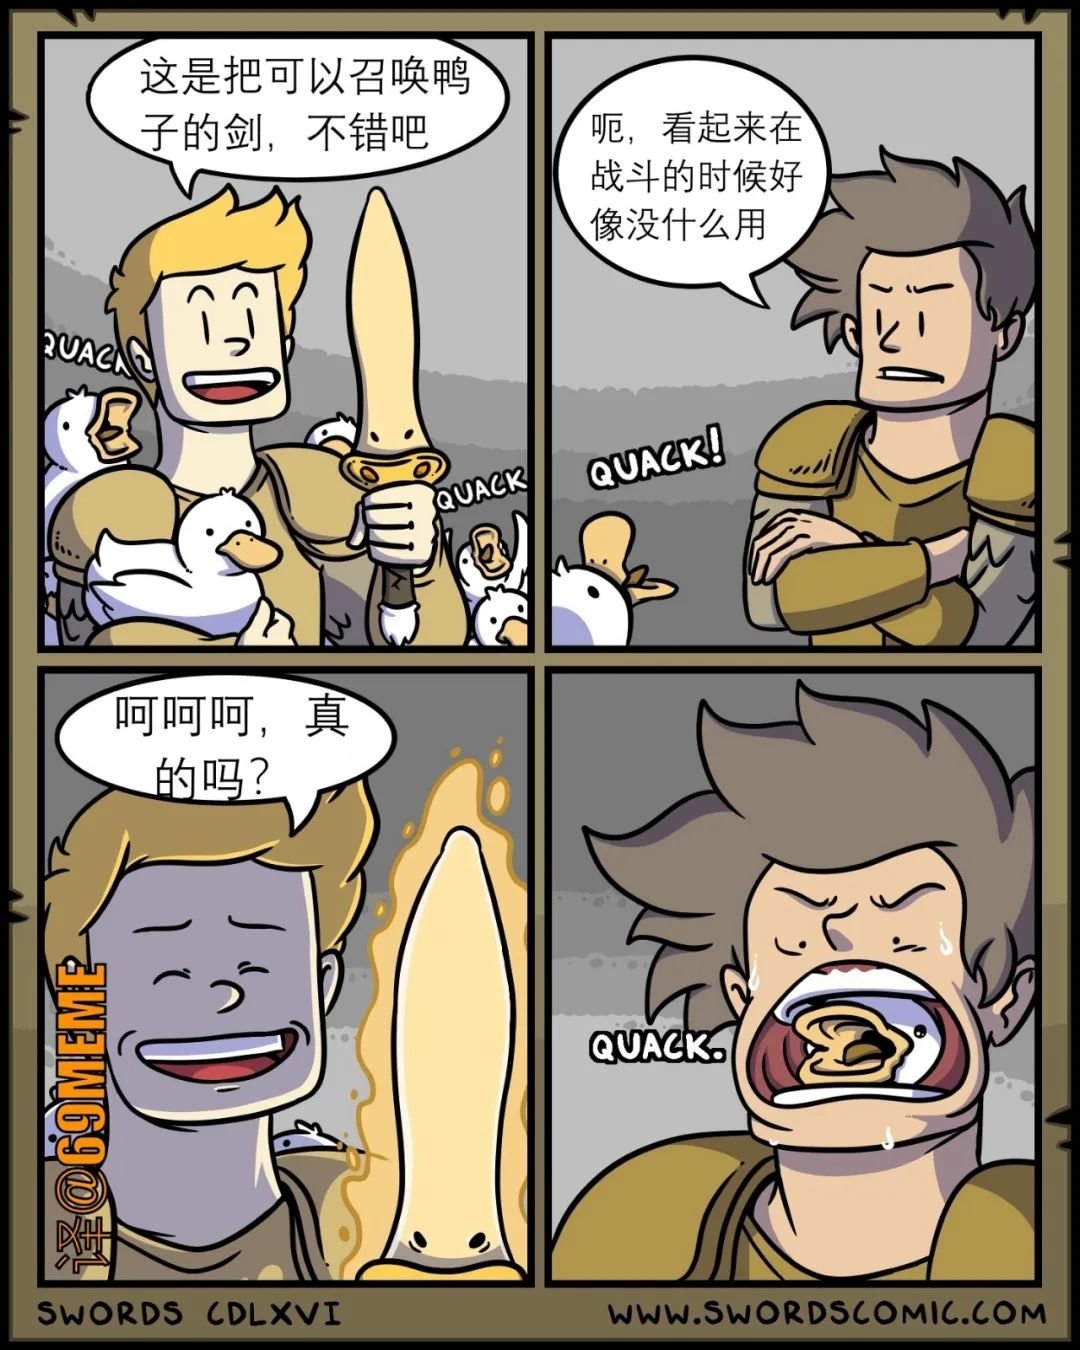 这是把可以召唤鸭
子的剑，不错吧
QUACK
QUACK
呃，看起来在
战斗的时候好
像没什么用
QUACK!
呵呵呵，真
的吗？
译@69MEME
QUACK.
SWORDS CDLXVI
WWW.SWORDSCOMIC.COM